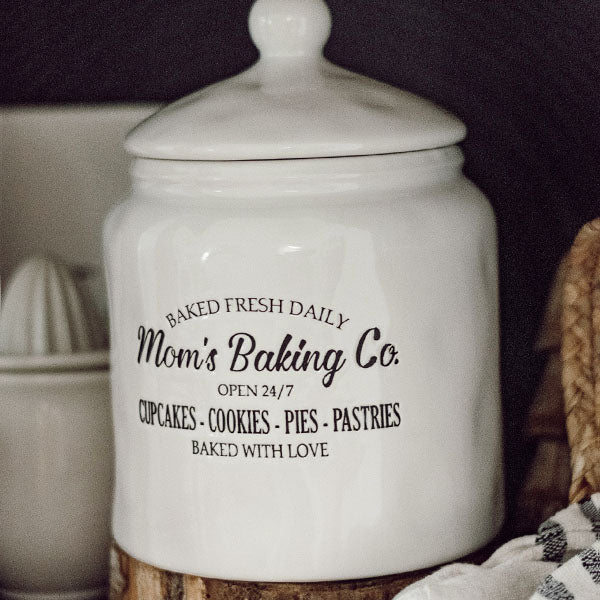 BAKED FRESH DAILY
Mom's Baking Co.
OPEN 24/7
CUPCAKES - COOKIES - PIES - PASTRIES
BAKED WITH LOVE